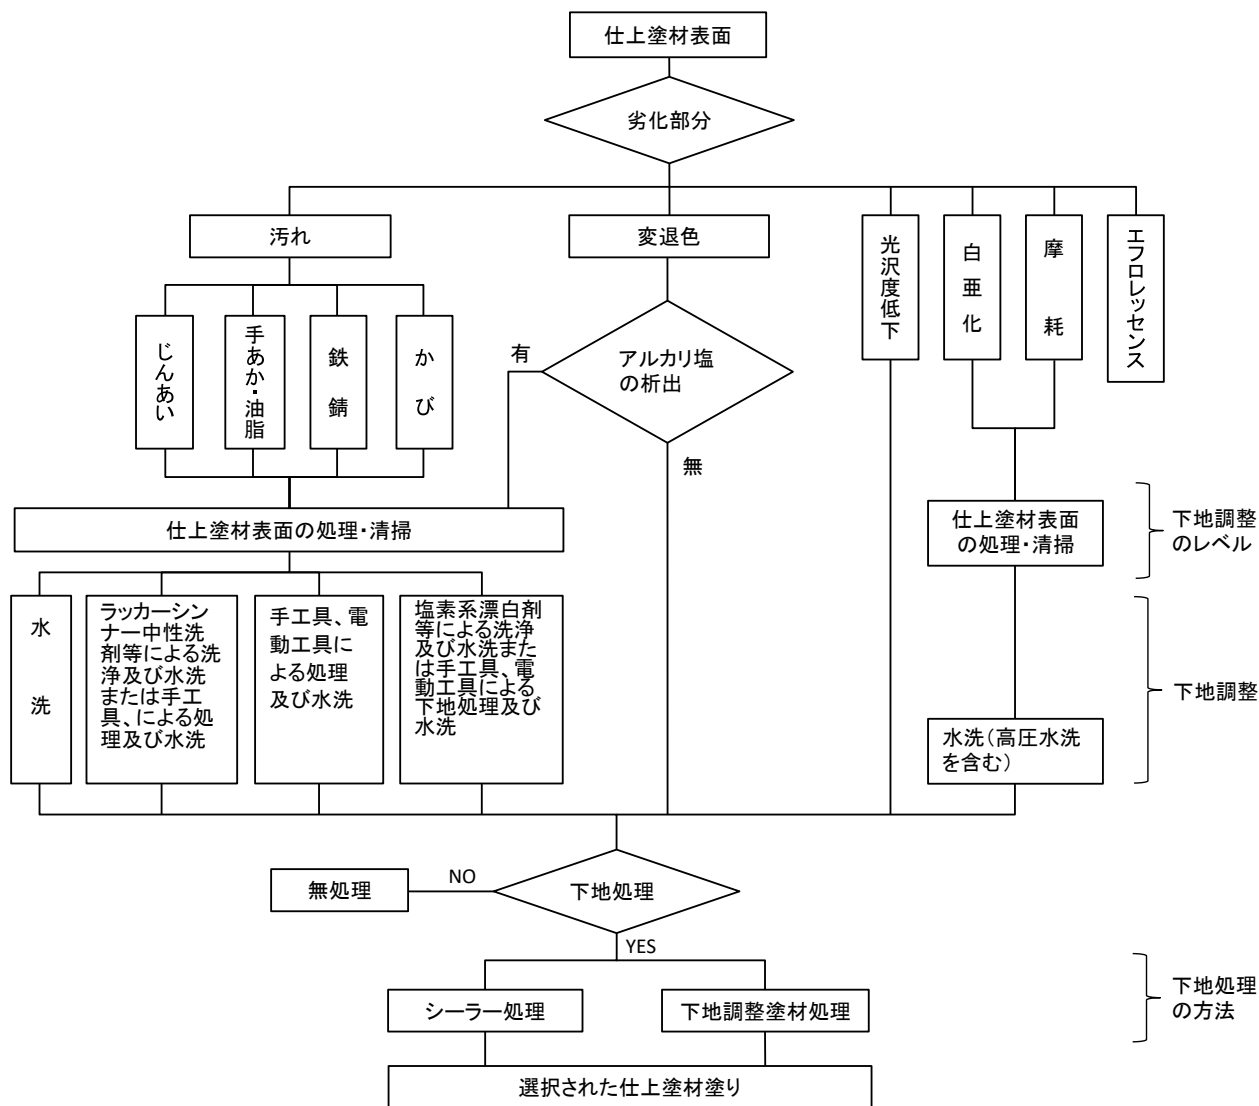 仕上塗材表面
劣化部分
汚れ
変退色
光沢度低下
白亜化
摩耗
エフロレッセンス
じんあい
手あか・油脂
鉄錆
かび
有
アルカリ塩
の析出
無
仕上塗材表面の処理・清掃
仕上塗材表面
の処理・清掃
下地調整
のレベル
水洗
ラッカーシン
ナー中性洗
剤等による洗
浄及び水洗
または手工
具、による処
理及び水洗
手工具、電
動工具に
よる処理
及び水洗
塩素系漂白剤
等による洗浄
及び水洗また
は手工具、電
動工具による
下地処理及び
水洗
下地調整
水洗(高圧水洗
を含む)
無処理
NO
下地処理
YES
シーラー処理
下地調整塗材処理
下地処理
の方法
選択された仕上塗材塗り